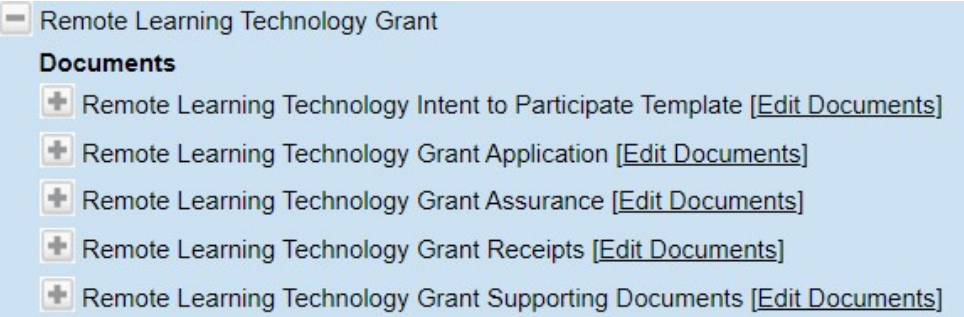 Remote Learning Technology Grant
Documents
Remote Learning Technology Intent to Participate Template [Edit Documents]
Remote Learning Technology Grant Application [Edit Documents]
Remote Learning Technology Grant Assurance [Edit Documents]
Remote Learning Technology Grant Receipts [Edit Documents]
Remote Learning Technology Grant Supporting Documents [Edit Documents]